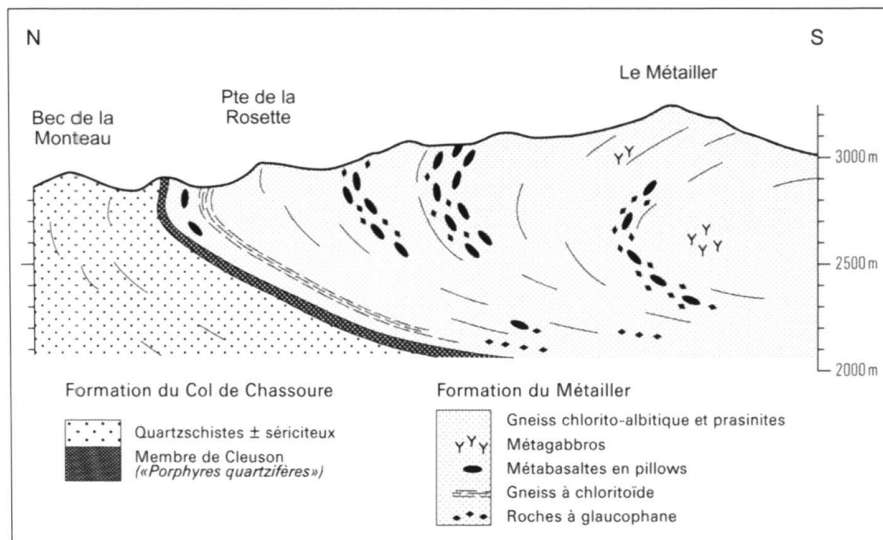 N
S
Le Métailler
Pte de la
Rosette
Bec de la
Monteau
3000 m
2500
2000 m
Formation du Col de Chassoure
Quartzschistes ± sériciteux
Membre de Cleuson
(«Porphyres quartzifères»)
Formation du Métailler
Gneiss chlorito-albitique et prasinites
Métagabbros
Métabasaltes en pillows
Gneiss à chloritoïde
Roches à glaucophane